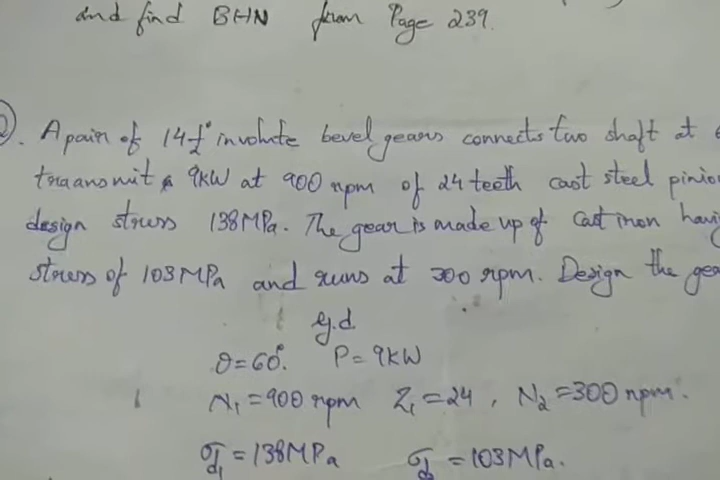 and find BHN from Page 239.
Q. A pair of 14½° involute bevel gears connects two shaft at
traansmit 9kW at 900 rpm of 24 teeth cast steel pinion
design stress 138MPa. The gear is made up of cast iron having
stress of 103MPa and runs at 300 rpm. Design the gear
θ=60°. P=9kW
N₁=900 rpm Z₁=24, N₂=300 rpm.
σd₁=138MPa σd₂=103MPa.